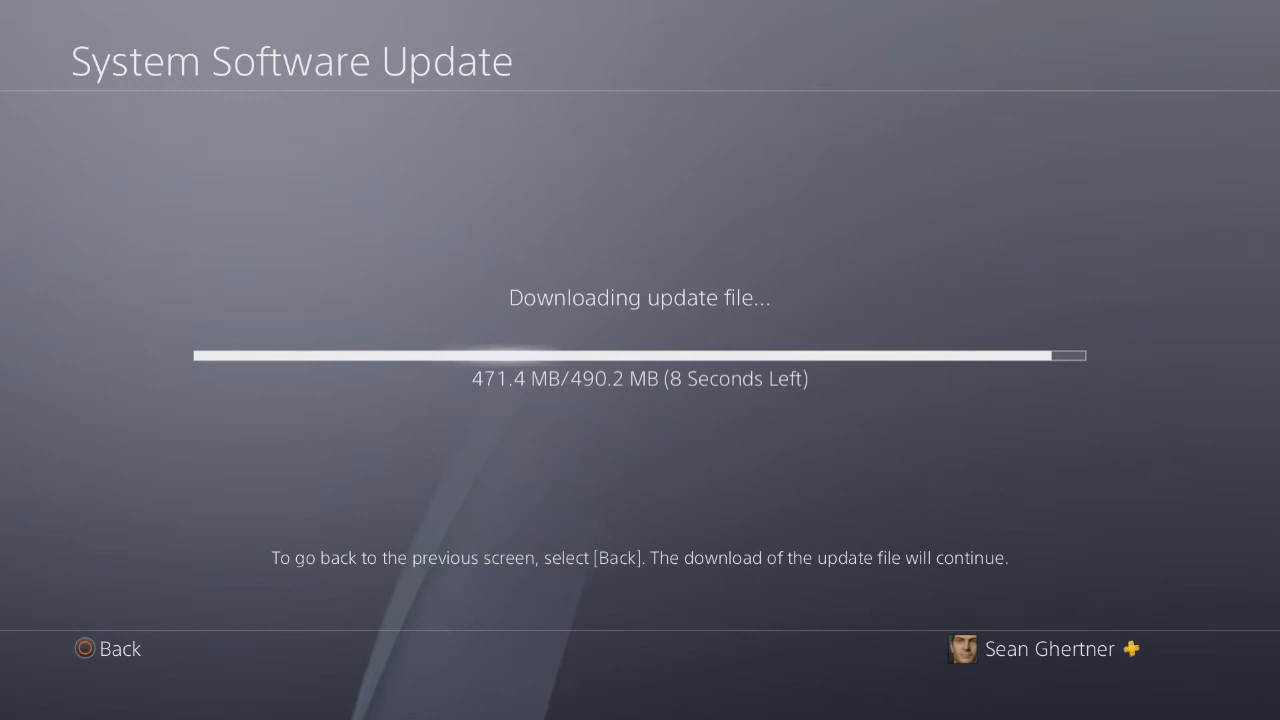 System Software Update
Downloading update file...
471.4 MB/490.2 MB (8 Seconds Left)
To go back to the previous screen, select [Back]. The download of the update file will continue.
Back
Sean Ghertner